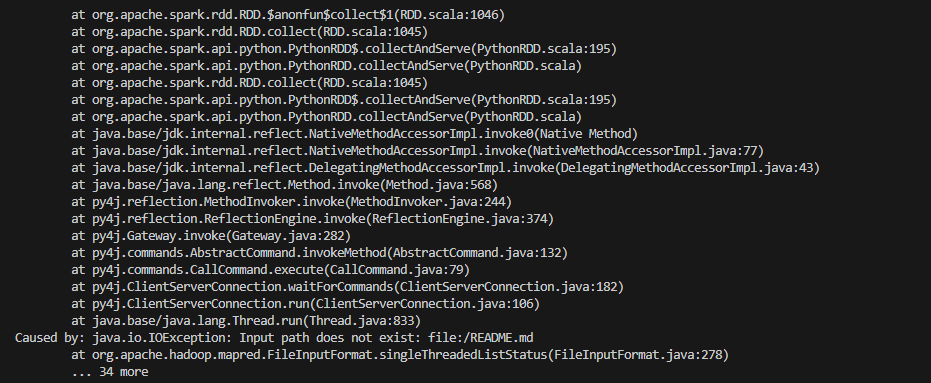 at org.apache.spark.rdd.RDD.$anonfun$collect$1(RDD.scala:1046)
at org.apache.spark.rdd.RDD.collect(RDD.scala:1045)
at org.apache.spark.api.python.PythonRDD$.collectAndServe(PythonRDD.scala:195)
at org.apache.spark.api.python.PythonRDD.collectAndServe(PythonRDD.scala)
at org.apache.spark.rdd.RDD.collect(RDD.scala:1045)
at org.apache.spark.api.python.PythonRDD$.collectAndServe(PythonRDD.scala:195)
at org.apache.spark.api.python.PythonRDD.collectAndServe(PythonRDD.scala)
at java.base/jdk.internal.reflect.NativeMethodAccessorImpl.invoke0(Native Method)
at java.base/jdk.internal.reflect.NativeMethodAccessorImpl.invoke(NativeMethodAccessorImpl.java:77)
at java.base/jdk.internal.reflect.DelegatingMethodAccessorImpl.invoke(DelegatingMethodAccessorImpl.java:43)
at java.base/java.lang.reflect.Method.invoke(Method.java:568)
at py4j.reflection.MethodInvoker.invoke(MethodInvoker.java:244)
at py4j.reflection.ReflectionEngine.invoke(ReflectionEngine.java:374)
at py4j.Gateway.invoke(Gateway.java:282)
at py4j.commands.AbstractCommand.invokeMethod(AbstractCommand.java:132)
at py4j.commands.CallCommand.execute(CallCommand.java:79)
at py4j.ClientServerConnection.waitForCommands(ClientServerConnection.java:182)
at py4j.ClientServerConnection.run(ClientServerConnection.java:106)
at java.base/java.lang.Thread.run(Thread.java:833)
Caused by: java.io.IOException: Input path does not exist: file:/README.md
at org.apache.hadoop.mapred.FileInputFormat.singleThreadedListStatus(FileInputFormat.java:278)
... 34 more